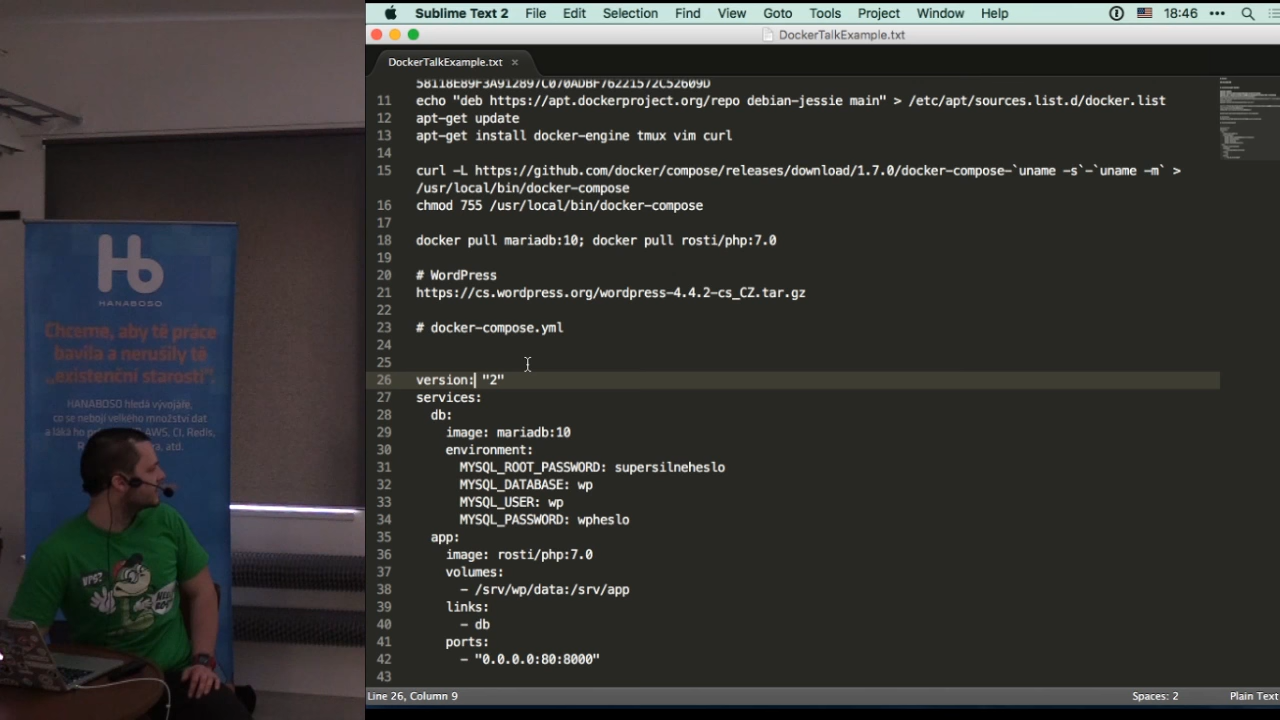 Sublime Text 2 File Edit Selection Find View Goto Tools Project Window Help 18:46
DockerTalkExample.txt
DockerTalkExample.txt ×
58118E89F3A912897C070ADBF76221572C52609D
11 echo "deb https://apt.dockerproject.org/repo debian-jessie main" > /etc/apt/sources.list.d/docker.list
12 apt-get update
13 apt-get install docker-engine tmux vim curl
14
15 curl -L https://github.com/docker/compose/releases/download/1.7.0/docker-compose-`uname -s`-`uname -m` >
/usr/local/bin/docker-compose
16 chmod 755 /usr/local/bin/docker-compose
17
18 docker pull mariadb:10; docker pull rosti/php:7.0
19
20 # WordPress
21 https://cs.wordpress.org/wordpress-4.4.2-cs_CZ.tar.gz
22
23 # docker-compose.yml
24
25
26 version: "2"
27 services:
28 db:
29 image: mariadb:10
30 environment:
31 MYSQL_ROOT_PASSWORD: supersilneheslo
32 MYSQL_DATABASE: wp
33 MYSQL_USER: wp
34 MYSQL_PASSWORD: wpheslo
35 app:
36 image: rosti/php:7.0
37 volumes:
38 - /srv/wp/data:/srv/app
39 links:
40 - db
41 ports:
42 - "0.0.0.0:80:8000"
43
Line 26, Column 9 Spaces: 2 Plain Text
Hb
HANABOSO
Chceme, aby tě práce
bavila a nerušily tě
„existenční starosti".
HANABOSO hledá vývojáře,
co se nebojí velkého množství dat
a láká ho AWS, CI, Redis,
atd.